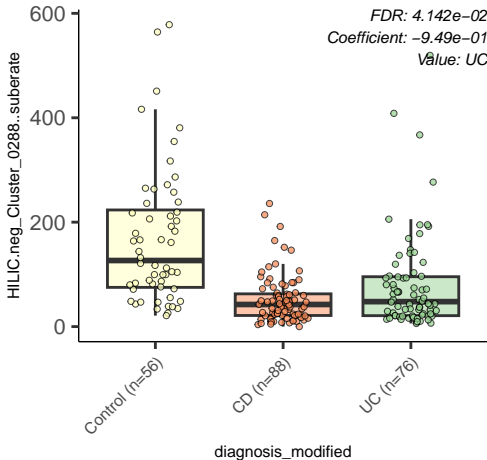 FDR: 4.142e−02
Coefficient: −9.49e−01
Value: UC
HILIC.neg_Cluster_0288..suberate
600
400
200
0
Control (n=56)
CD (n=88)
UC (n=76)
diagnosis_modified